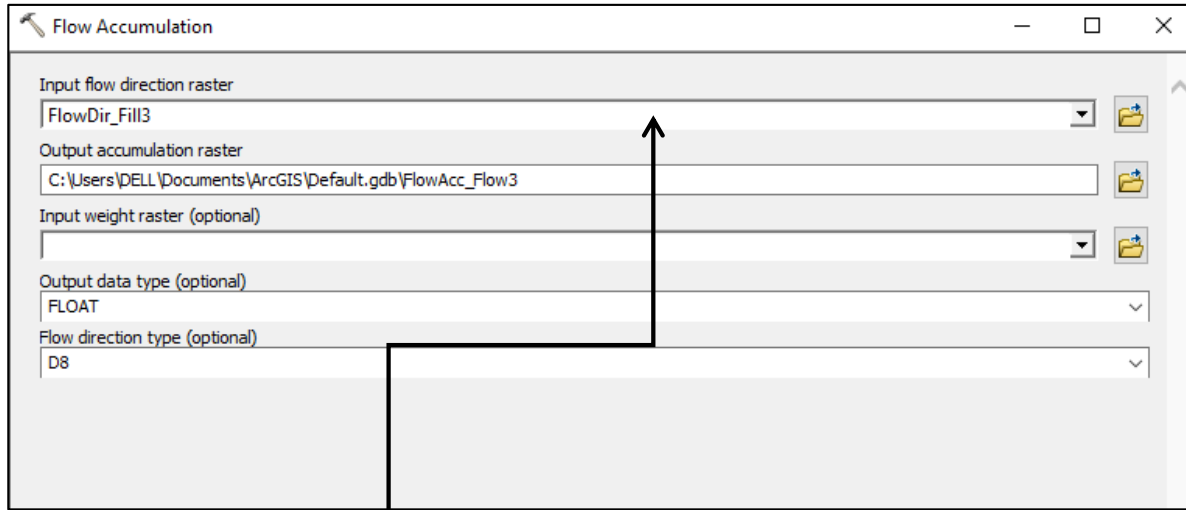 Flow Accumulation
Input flow direction raster
FlowDir_Fill3
Output accumulation raster
C:\Users\DELL\Documents\ArcGIS\Default.gdb\FlowAcc_Flow3
Input weight raster (optional)
Output data type (optional)
FLOAT
Flow direction type (optional)
D8